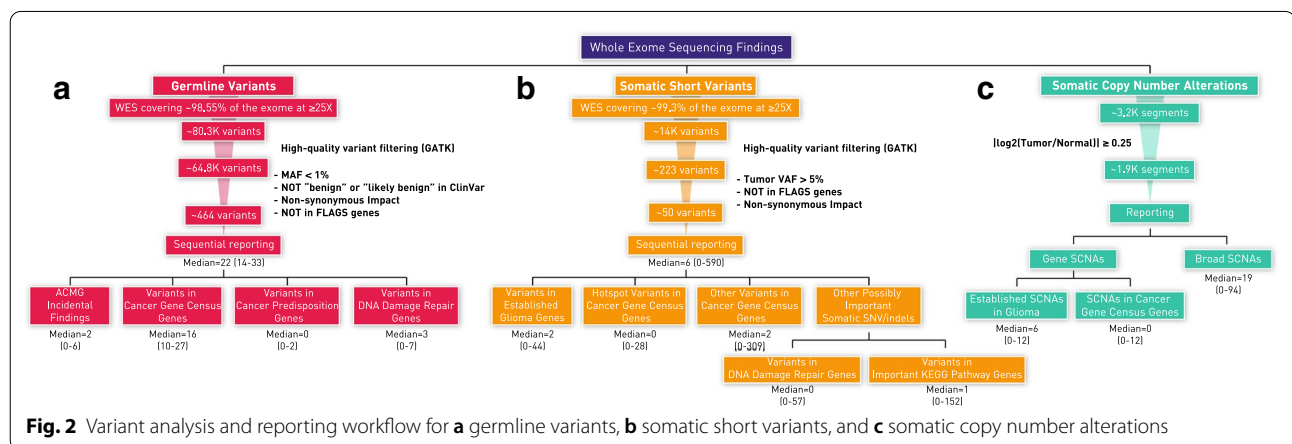 Whole Exome Sequencing Findings
a
Germline Variants
WES covering ~98.55% of the exome at ≥25X
~80.3K variants
High-quality variant filtering (GATK)
~64.8K variants
- MAF < 1%
- NOT "benign" or "likely benign" in ClinVar
- Non-synonymous Impact
- NOT in FLAGS genes
~464 variants
Sequential reporting
Median=22 (14-33)
ACMG
Incidental
Findings
Median=2
(0-6)
Variants in
Cancer Gene Census
Genes
Median=16
(10-27)
Variants in
Cancer Predisposition
Genes
Median=0
(0-2)
Variants in
DNA Damage Repair
Genes
Median=3
(0-7)
b
Somatic Short Variants
WES covering ~99.3% of the exome at ≥25X
~14K variants
High-quality variant filtering (GATK)
~223 variants
- Tumor VAF > 5%
- NOT in FLAGS genes
- Non-synonymous Impact
~50 variants
Sequential reporting
Median=6 (0-590)
Variants in
Established
Glioma Genes
Median=2
(0-44)
Hotspot Variants in
Cancer Gene Census
Genes
Median=0
(0-28)
Other Variants in
Cancer Gene Census
Genes
Median=2
(0-309)
Other Possibly
Important
Somatic SNV/indels
Variants in
DNA Damage Repair Genes
Median=0
(0-57)
Variants in
Important KEGG Pathway Genes
Median=1
(0-152)
c
Somatic Copy Number Alterations
~3.2K segments
|log2(Tumor/Normal)| ≥ 0.25
~1.9K segments
Reporting
Gene SCNAs
Broad SCNAs
Median=19
(0-94)
Established SCNAs
in Glioma
Median=6
(0-12)
SCNAs in Cancer
Gene Census Genes
Median=0
(0-12)
Fig. 2 Variant analysis and reporting workflow for a germline variants, b somatic short variants, and c somatic copy number alterations